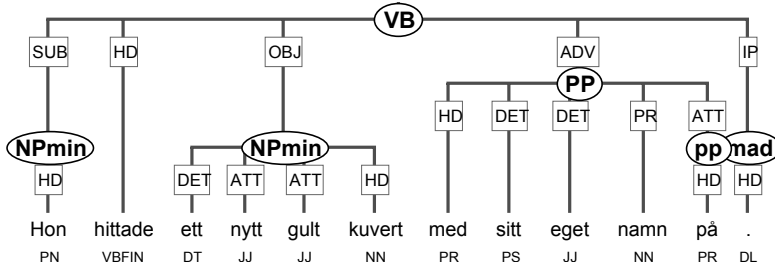 VB
SUB HD OBJ ADV IP
PP
HD DET DET PR ATT
NPmin NPmin pp mad
HD DET ATT ATT HD HD HD
Hon hittade ett nytt gult kuvert med sitt eget namn på .
PN VBFIN DT JJ JJ NN PR PS JJ NN PR DL